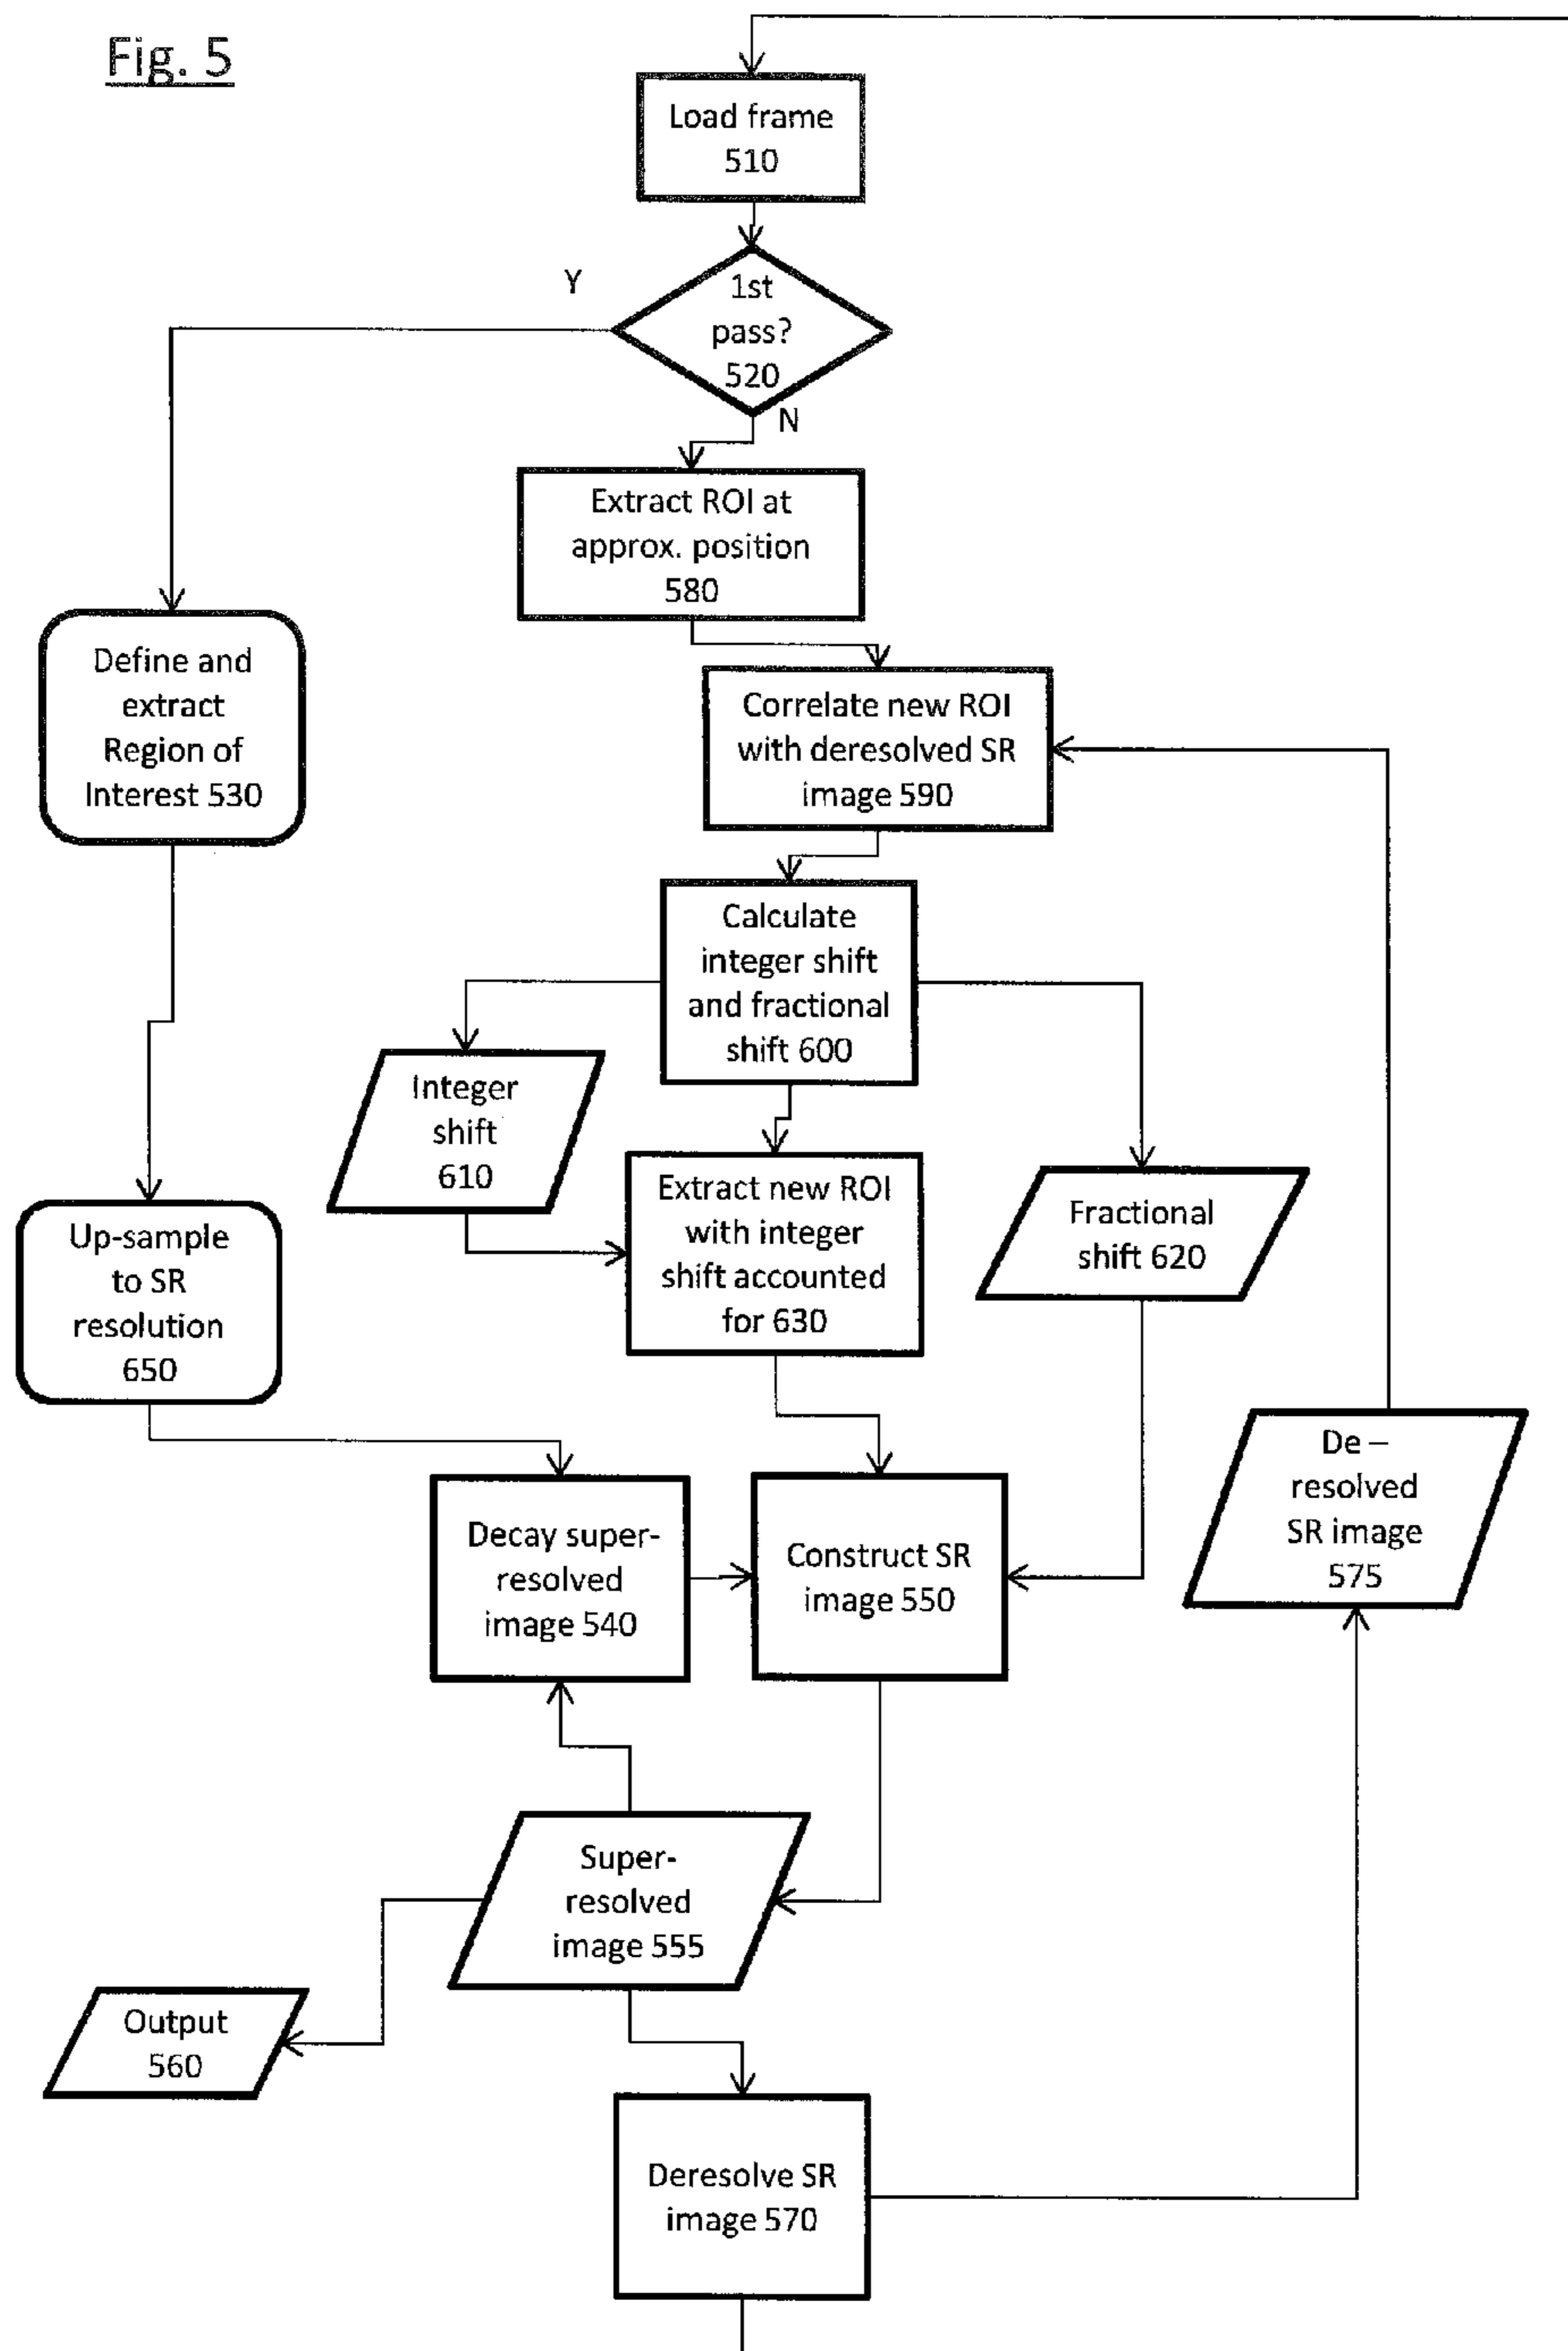 Fig. 5
Load frame
510
Y
1st
pass?
520
N
Extract ROI at
approx. position
580
Define and
extract
Region of
Interest 530
Correlate new ROI
with deresolved SR
image 590
Calculate
integer shift
and fractional
shift 600
Integer
shift
610
Extract new ROI
with integer
shift accounted
for 630
Fractional
shift 620
Up-sample
to SR
resolution
650
De –
resolved
SR image
575
Decay super-
resolved
image 540
Construct SR
image 550
Super-
resolved
image 555
Output
560
Deresolve SR
image 570